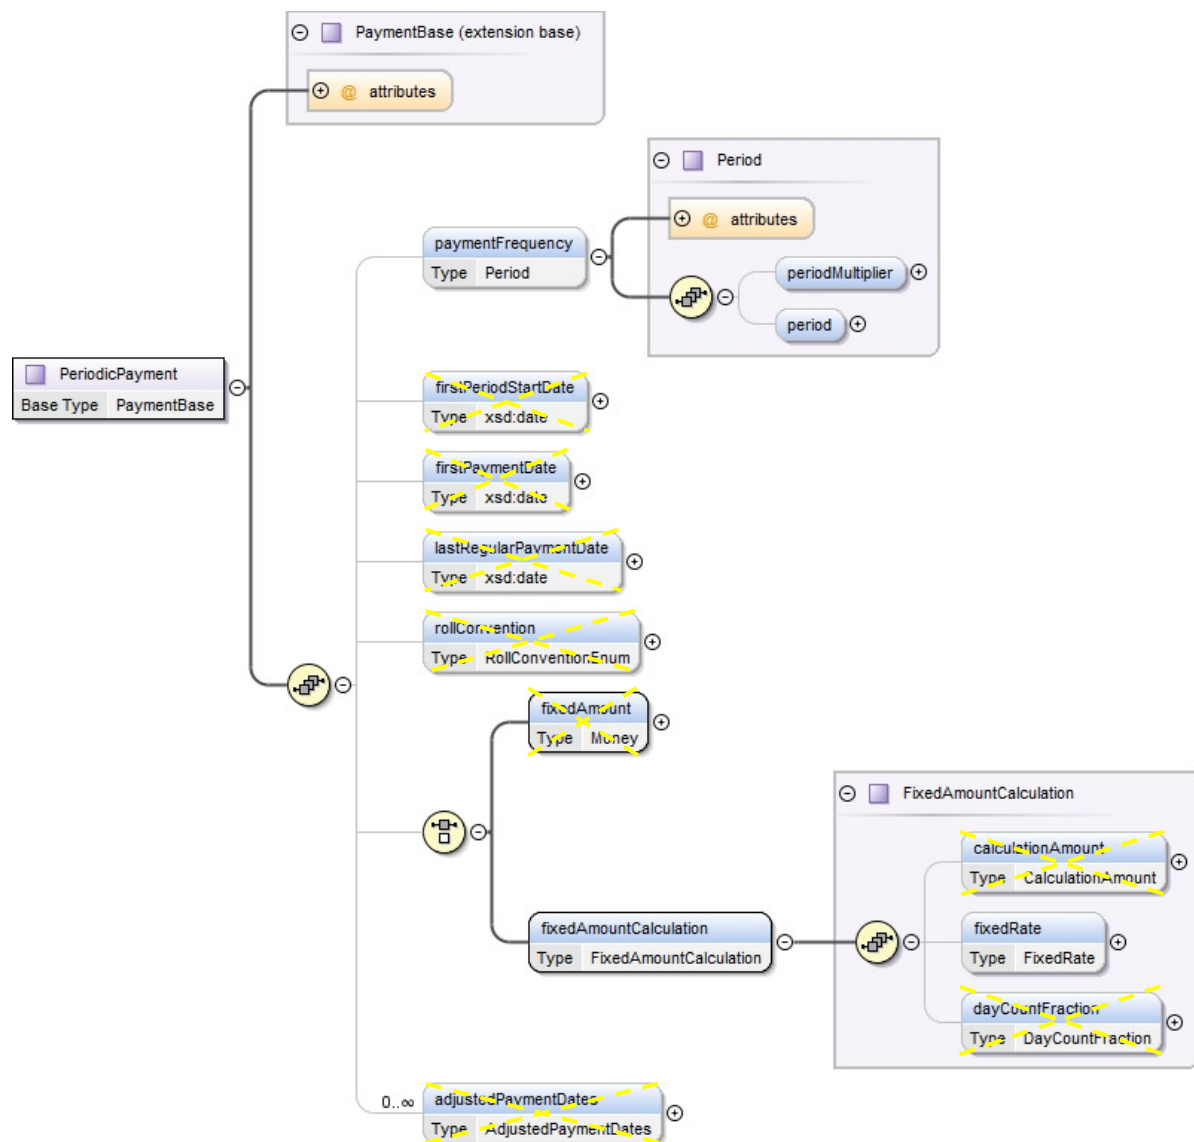 PaymentBase (extension base)
@ attributes
Period
@ attributes
paymentFrequency
Type Period
periodMultiplier
period
PeriodicPayment
Base Type PaymentBase
firstPeriodStartDate
Type xsd:date
firstPaymentDate
Type xsd:date
lastRegularPaymentDate
Type xsd:date
rollConvention
Type RollConventionEnum
fixedAmount
Type Money
FixedAmountCalculation
calculationAmount
Type CalculationAmount
fixedAmountCalculation
Type FixedAmountCalculation
fixedRate
Type FixedRate
dayCountFraction
Type DayCountFraction
0..∞
adjustedPaymentDates
Type AdjustedPaymentDates